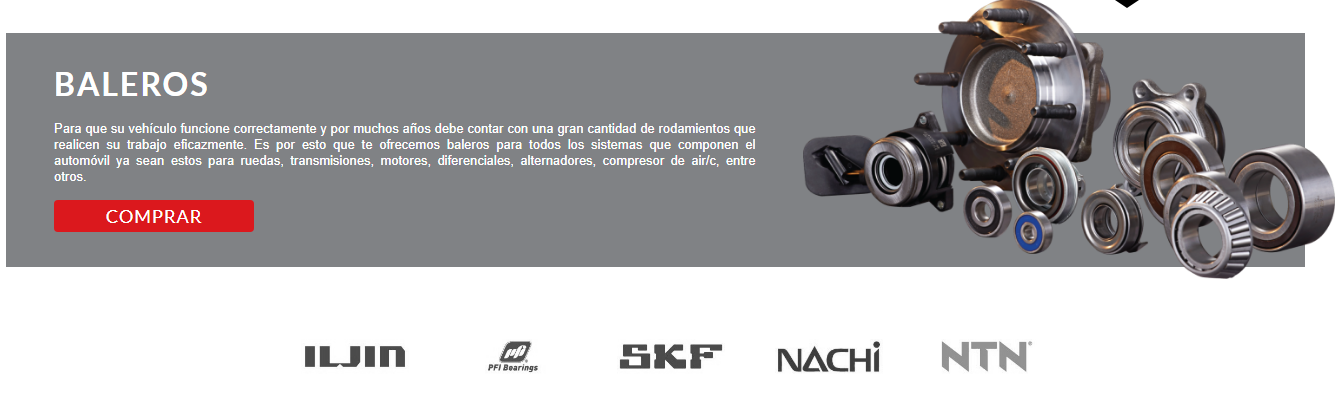 BALEROS
Para que su vehículo funcione correctamente y por muchos años debe contar con una gran cantidad de rodamientos que
realicen su trabajo eficazmente. Es por esto que te ofrecemos baleros para todos los sistemas que componen el
automóvil ya sean estos para ruedas, transmisiones, motores, diferenciales, alternadores, compresor de air/c, entre
otros.
COMPRAR
ILJIN
pfi
PFI Bearings
SKF
NACHi
NTN®